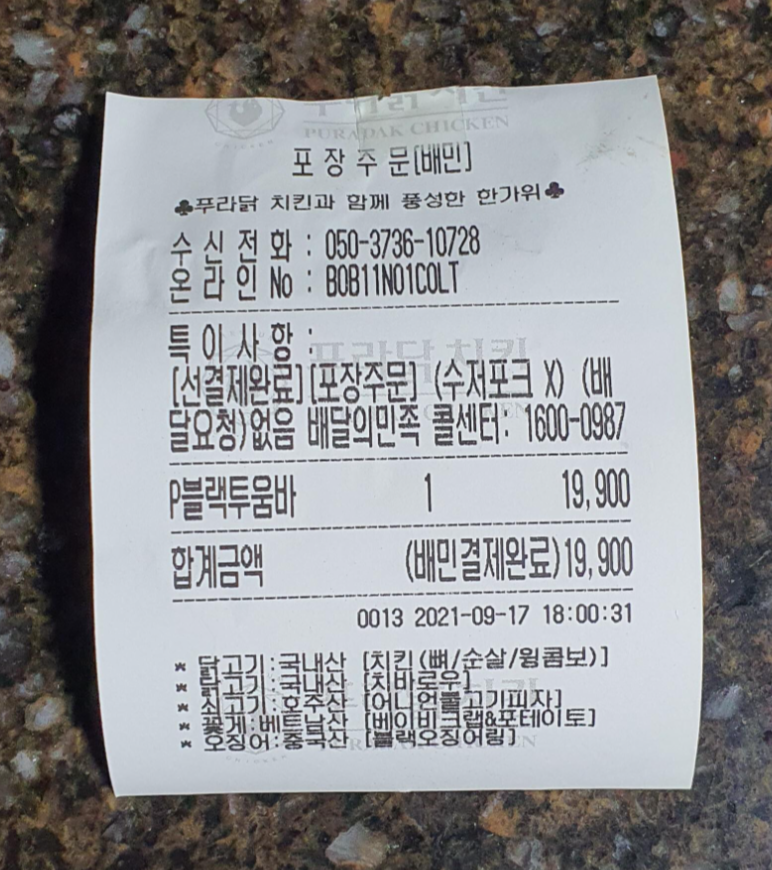 푸라닭 치킨
PURADAK CHICKEN
포장주문[배민]
♣푸라닭 치킨과 함께 풍성한 한가위♣
수신전화 : 050-3736-10728
온라인No : B0B11N01C0LT
특이사항 :
[선결제완료][포장주문] (수저포크 X) (배
달요청)없음 배달의민족 콜센터: 1600-0987
P블랙투움바 1 19,900
합계금액 (배민결제완료)19,900
0013 2021-09-17 18:00:31
* 닭고기:국내산 [치킨(뼈/순살/윙콤보)]
* 닭고기:국내산 [치바로우]
* 쇠고기:호주산 [어니언불고기피자]
* 꽃게:베트남산 [베이비크랩&포테이토]
* 오징어:중국산 [블랙오징어링]